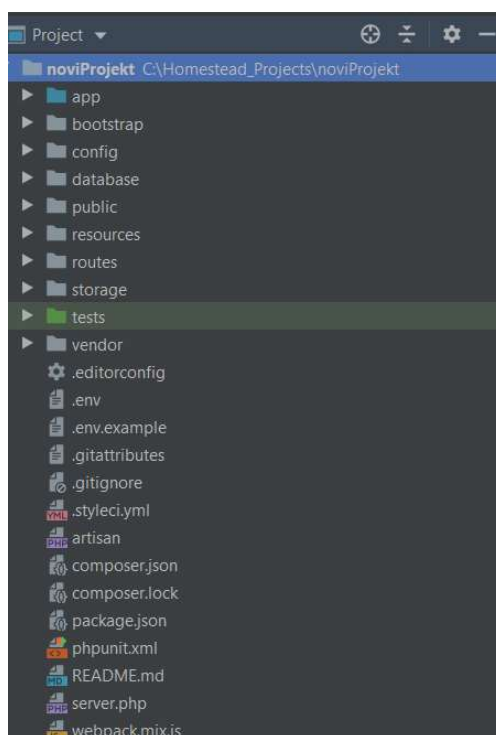 Project
noviProjekt C:\Homestead_Projects\noviProjekt
app
bootstrap
config
database
public
resources
routes
storage
tests
vendor
.editorconfig
.env
.env.example
.gitattributes
.gitignore
.styleci.yml
artisan
composer.json
composer.lock
package.json
phpunit.xml
README.md
server.php
webpack.mix.js